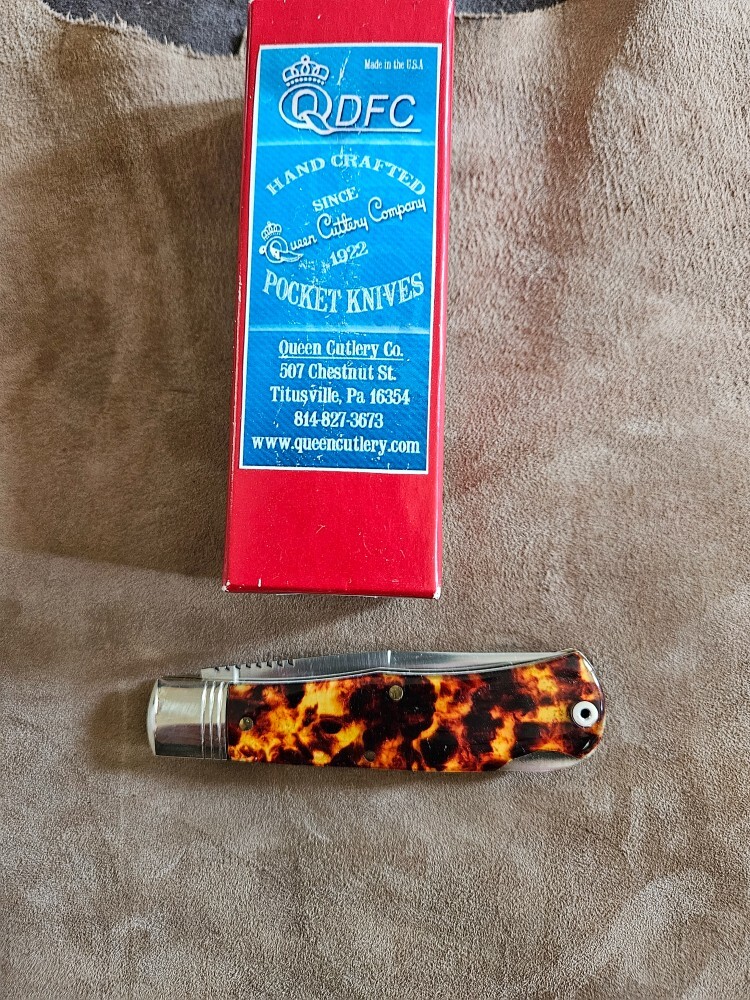 Made in the U.S.A
QDFC
HAND CRAFTED
SINCE
Queen Cutlery Company
1922
POCKET KNIVES
Queen Cutlery Co.
507 Chestnut St.
Titusville, Pa 16354
814-827-3673
www.queencutlery.com